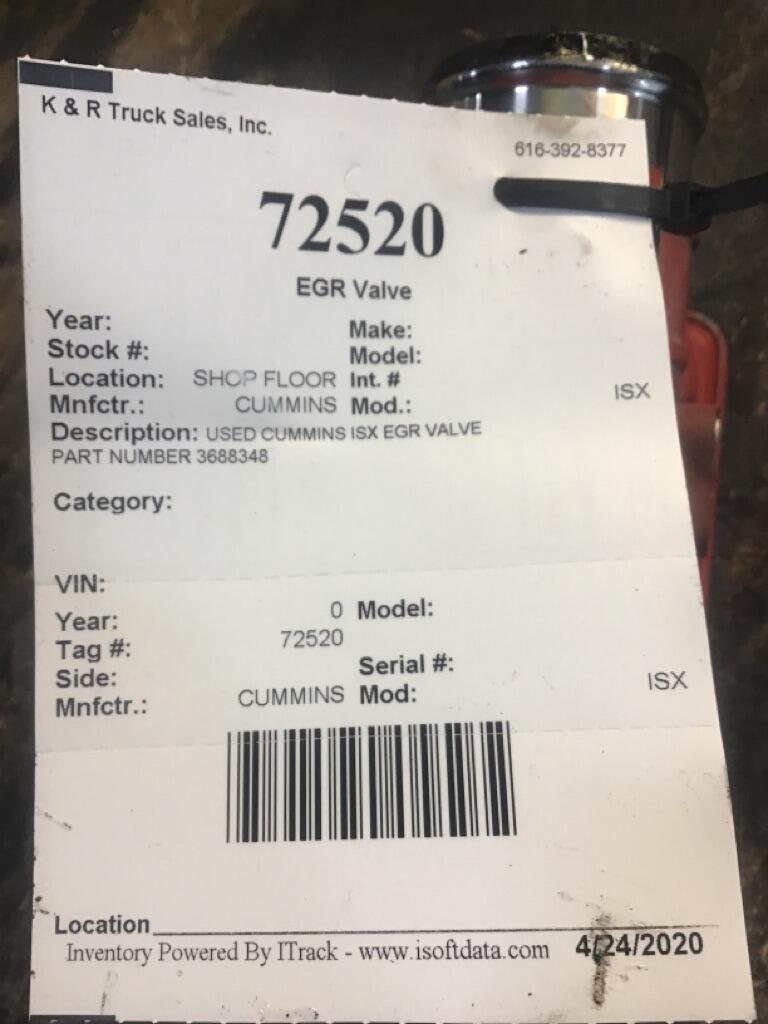 K & R Truck Sales, Inc.
616-392-8377
72520
EGR Valve
Year: Make:
Stock #: Model:
Location: SHOP FLOOR Int. #
Mnfctr.: CUMMINS Mod.: ISX
Description: USED CUMMINS ISX EGR VALVE
PART NUMBER 3688348
Category:
VIN:
Year: 0 Model:
Tag #: 72520
Side: Serial #:
Mnfctr.: CUMMINS Mod: ISX
Location
Inventory Powered By ITrack - www.isoftdata.com 4/24/2020